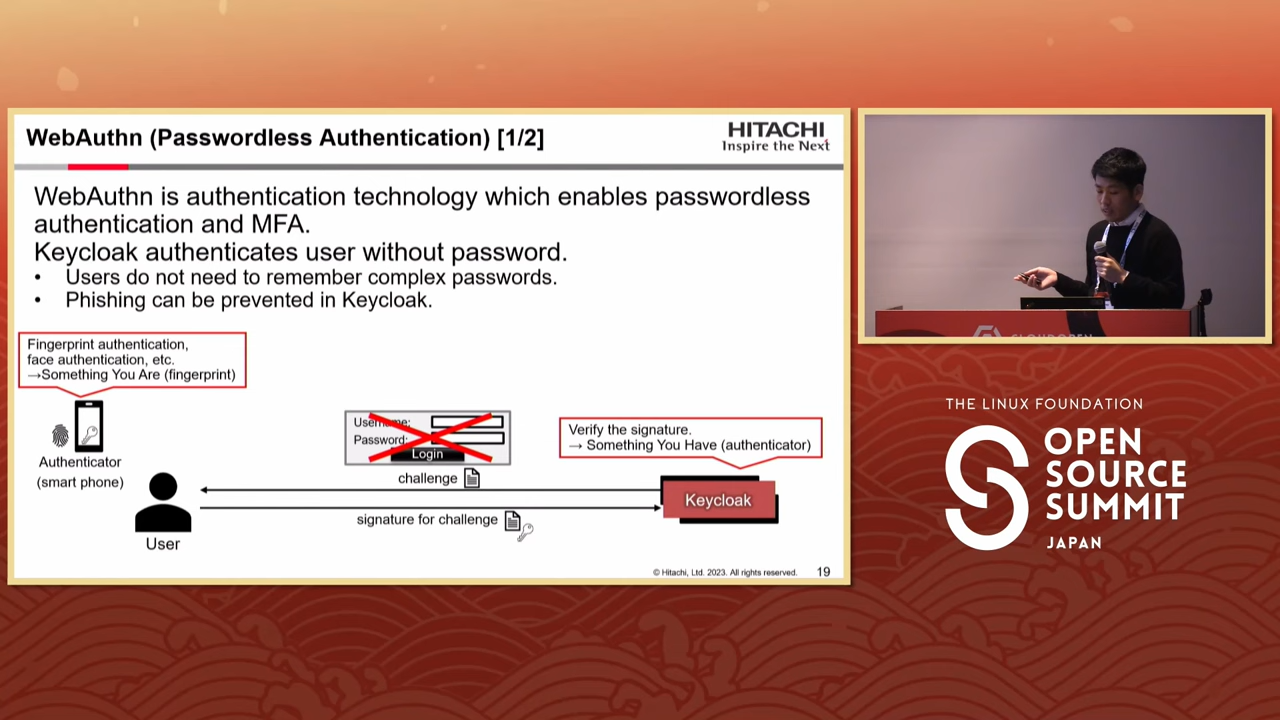 WebAuthn (Passwordless Authentication) [1/2]
HITACHI
Inspire the Next
WebAuthn is authentication technology which enables passwordless
authentication and MFA.
Keycloak authenticates user without password.
• Users do not need to remember complex passwords.
• Phishing can be prevented in Keycloak.
Fingerprint authentication,
face authentication, etc.
→Something You Are (fingerprint)
Authenticator
(smart phone)
User
Username:
Password:
Login
challenge
signature for challenge
Verify the signature.
→ Something You Have (authenticator)
Keycloak
© Hitachi, Ltd. 2023. All rights reserved.
19
CLOUDOPEN
THE LINUX FOUNDATION
OPEN
SOURCE
SUMMIT
JAPAN